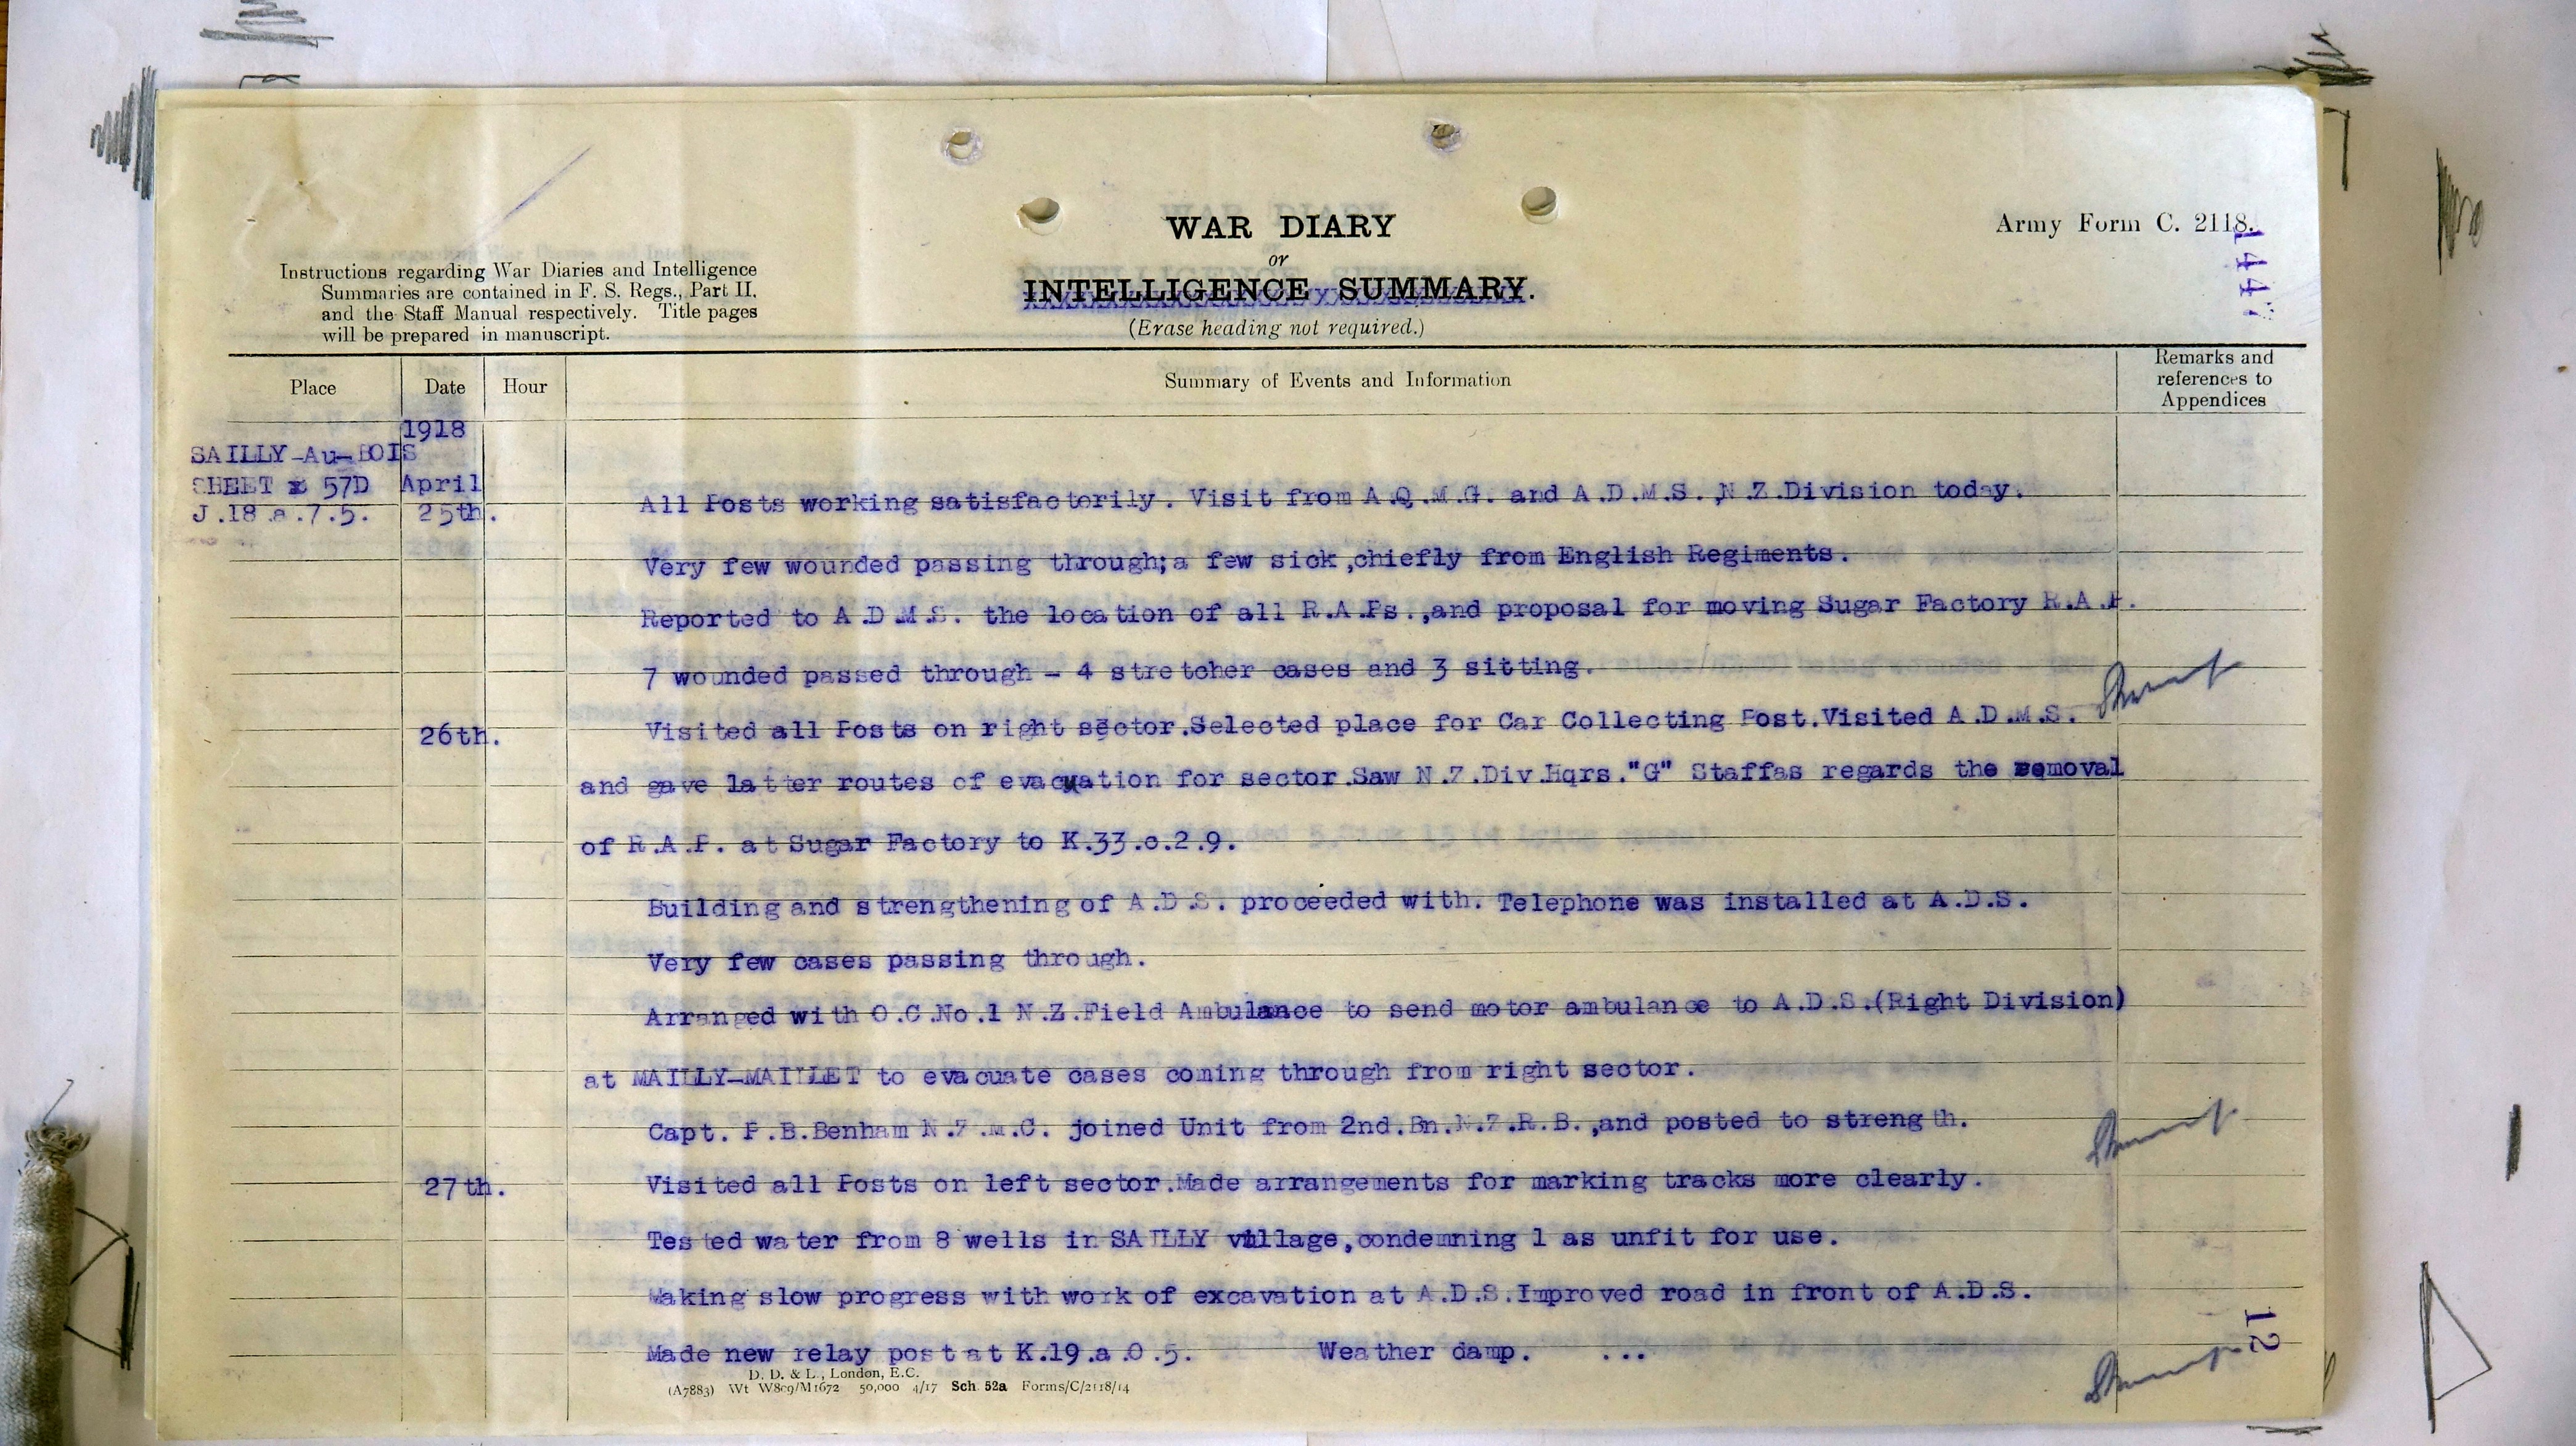 WAR DIARY
or
INTELLIGENCE SUMMARY.
(Erase heading not required.)
Army Form C. 2118.
Instructions regarding War Diaries and Intelligence
Summaries are contained in F. S. Regs., Part II.
and the Staff Manual respectively. Title pages
will be prepared in manuscript.
Place
Date
Hour
Summary of Events and Information
Remarks and
references to
Appendices
1918
SAILLY-Au-BOIS
SHEET 57D April
J.18.a.7.5. 25th.
All Posts working satisfactorily. Visit from A.Q.M.G. and A.D.M.S.,N.Z.Division today.
Very few wounded passing through;a few sick,chiefly from English Regiments.
Reported to A.D.M.S. the location of all R.A.Ps.,and proposal for moving Sugar Factory R.A.P.
7 wounded passed through - 4 stretcher cases and 3 sitting.
26th. Visited all Posts on right sector.Selected place for Car Collecting Post.Visited A.D.M.S.
and gave latter routes of evacuation for sector.Saw N.Z.Div.Hqrs."G" Staffas regards the removal
of R.A.P. at Sugar Factory to K.33.c.2.9.
Building and strengthening of A.D.S. proceeded with. Telephone was installed at A.D.S.
Very few cases passing through.
Arranged with O.C.No.1 N.Z.Field Ambulance to send motor ambulance to A.D.S.(Right Division)
at MAILLY-MAILLET to evacuate cases coming through from right sector.
Capt. P.B.Benham N.Z.M.C. joined Unit from 2nd.Bn.N.Z.R.B.,and posted to strength.
27th. Visited all Posts on left sector.Made arrangements for marking tracks more clearly.
Tested water from 8 wells in SAILLY village,condemning 1 as unfit for use.
Making slow progress with work of excavation at A.D.S.Improved road in front of A.D.S.
Made new relay post at K.19.a.0.5. Weather damp. ...
12
D. D. & L., London, E.C.
(A7883) Wt W809/M1672 50,000 4/17 Sch. 52a Forms/C/2118/14